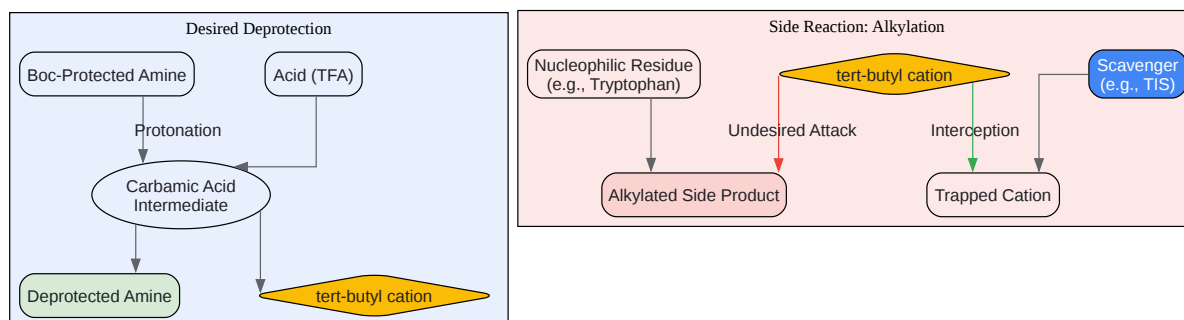 Desired Deprotection
Boc-Protected Amine
Acid (TFA)
Protonation
Carbamic Acid
Intermediate
Deprotected Amine
tert-butyl cation
Side Reaction: Alkylation
Nucleophilic Residue
(e.g., Tryptophan)
tert-butyl cation
Scavenger
(e.g., TIS)
Undesired Attack
Interception
Alkylated Side Product
Trapped Cation